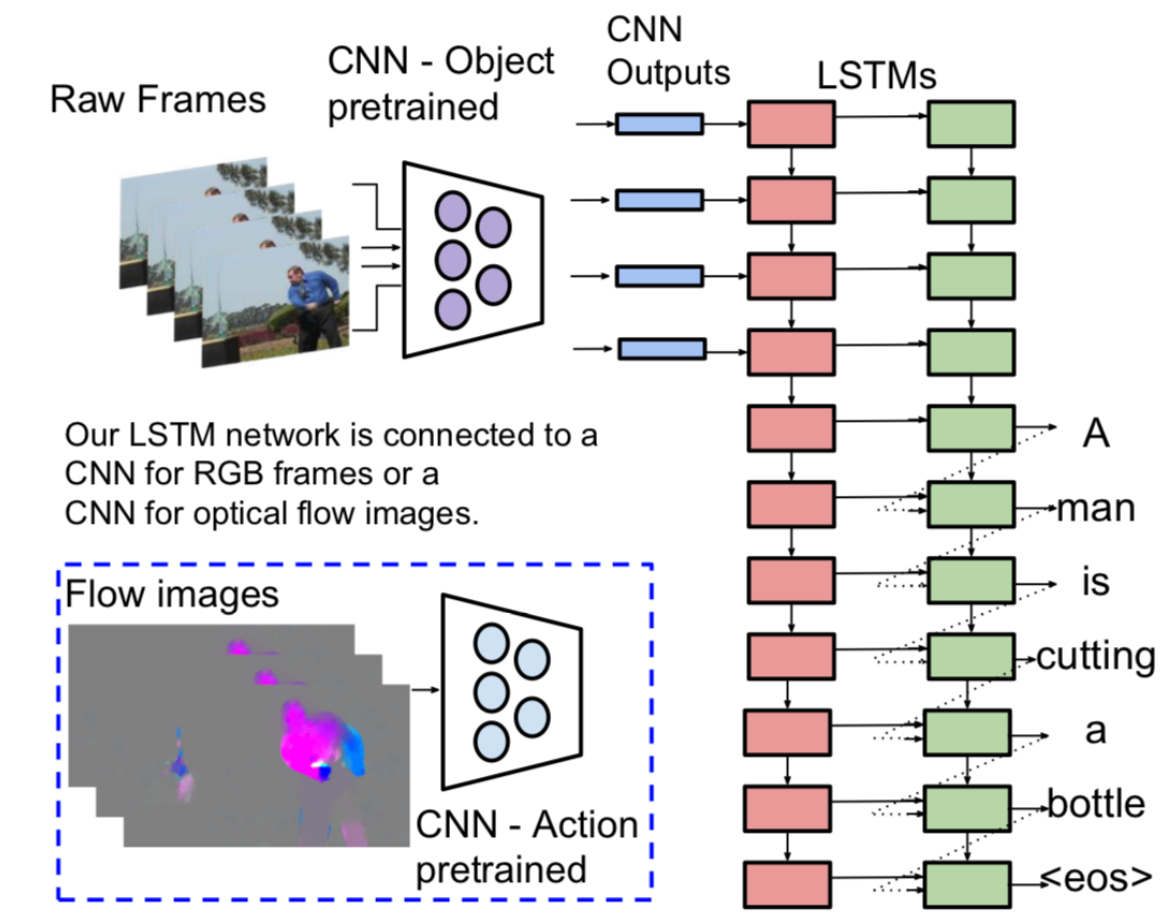 Raw Frames
CNN - Object
pretrained
CNN
Outputs
LSTMs
Our LSTM network is connected to a
CNN for RGB frames or a
CNN for optical flow images.
Flow images
CNN - Action
pretrained
A
man
is
cutting
a
bottle
<eos>